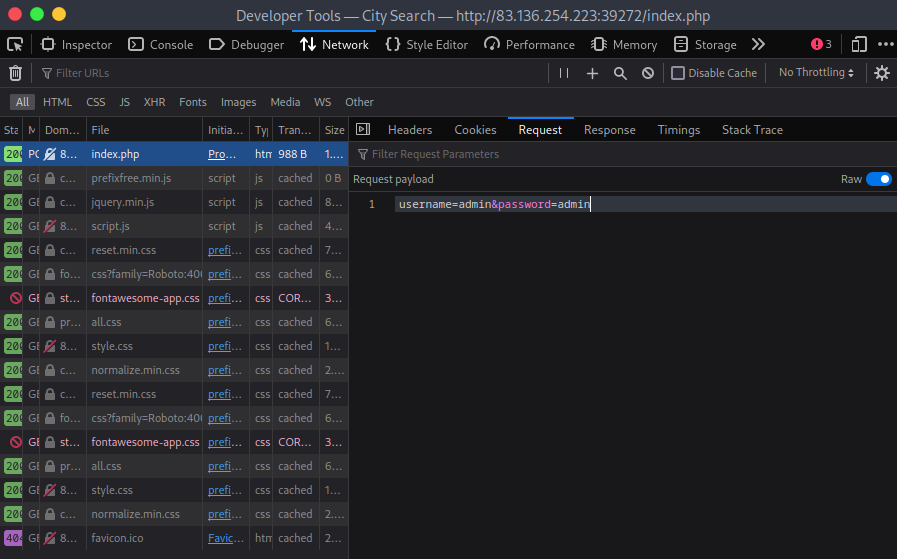 Developer Tools — City Search — http://83.136.254.223:39272/index.php
Inspector Console Debugger Network Style Editor Performance Memory Storage 3
Filter URLs Disable Cache No Throttling
All HTML CSS JS XHR Fonts Images Media WS Other
Sta M Dom… File Initia… Ty Tran… Size Headers Cookies Request Response Timings Stack Trace
200 PO 8… index.php Pro… htm 988 B 1.… Filter Request Parameters
200 GE c… prefixfree.min.js script js cached 0 B Request payload Raw
200 GE c… jquery.min.js script js cached 8… 1 username=admin&password=admin
200 GE 8… script.js script js cached 4…
200 GE c… reset.min.css prefi… css cached 7…
200 GE fo… css?family=Roboto:400 prefi… css cached 6…
GE st… fontawesome-app.css prefi… css COR… 3…
200 GE pr… all.css prefi… css cached 6…
200 GE 8… style.css prefi… css cached 1…
200 GE c… normalize.min.css prefi… css cached 2.…
200 GE c… reset.min.css prefi… css cached 7…
200 GE fo… css?family=Roboto:400 prefi… css cached 6…
GE st… fontawesome-app.css prefi… css COR… 3…
200 GE pr… all.css prefi… css cached 6…
200 GE 8… style.css prefi… css cached 1…
200 GE c… normalize.min.css prefi… css cached 2.…
404 GE 8… favicon.ico Favic… htm cached 2…